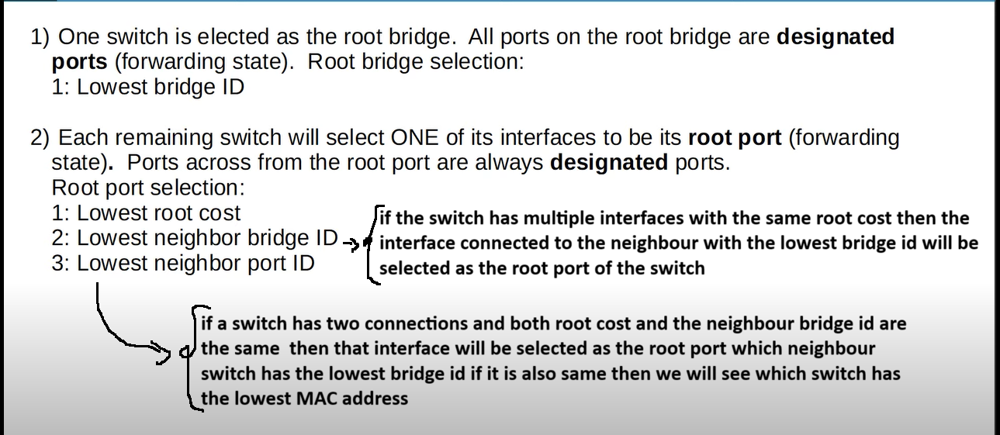 1) One switch is elected as the root bridge. All ports on the root bridge are designated
ports (forwarding state). Root bridge selection:
1: Lowest bridge ID
2) Each remaining switch will select ONE of its interfaces to be its root port (forwarding
state). Ports across from the root port are always designated ports.
Root port selection:
1: Lowest root cost
2: Lowest neighbor bridge ID
3: Lowest neighbor port ID
if the switch has multiple interfaces with the same root cost then the
interface connected to the neighbour with the lowest bridge id will be
selected as the root port of the switch
if a switch has two connections and both root cost and the neighbour bridge id are
the same then that interface will be selected as the root port which neighbour
switch has the lowest bridge id if it is also same then we will see which switch has
the lowest MAC address